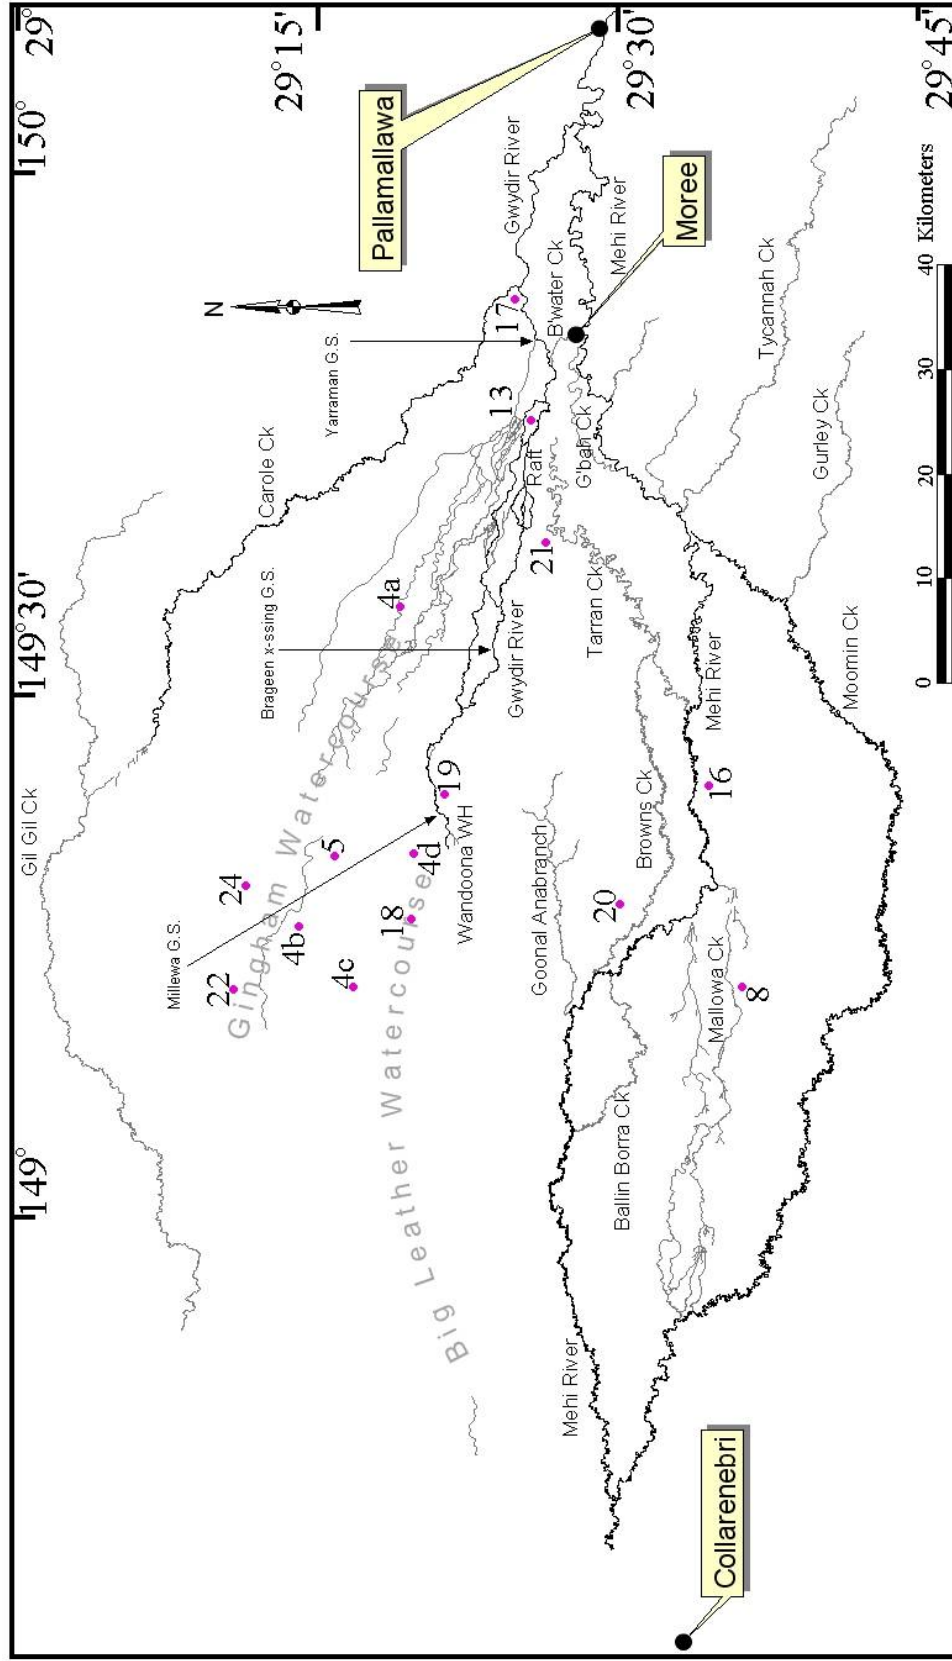 149°
149°30'
150°
29°
29°15'
29°30'
29°45'
N
Gil Gil Ck
Carole Ck
Yarraman G.S.
Brageen x-ssing G.S.
Millewa G.S.
Pallamallawa
Gwydir River
Mehi River
Moree
B'water Ck
G'bah Ck
Raft
17
13
21
4a
Gingham Watercourse
Gwydir River
Tarran Ck
19
Wandoona WH
5
24
4b
4d
18
22
4c
Big Leather Watercourse
Goonal Anabranch
Browns Ck
20
16
Mehi River
Moomin Ck
Gurley Ck
Tycannah Ck
Mallowa Ck
8
Ballin Borra Ck
Mehi River
Collarenebri
0 10 20 30 40 Kilometers